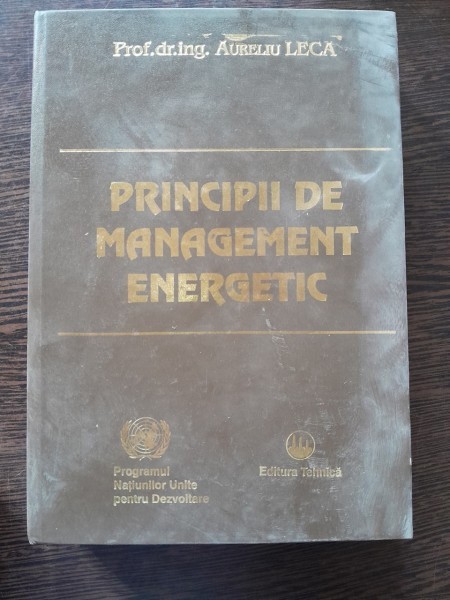 Prof.dr.ing. AURELIU LECA
PRINCIPII DE
MANAGEMENT
ENERGETIC
Programul
Națiunilor Unite
pentru Dezvoltare
Editura Tehnică